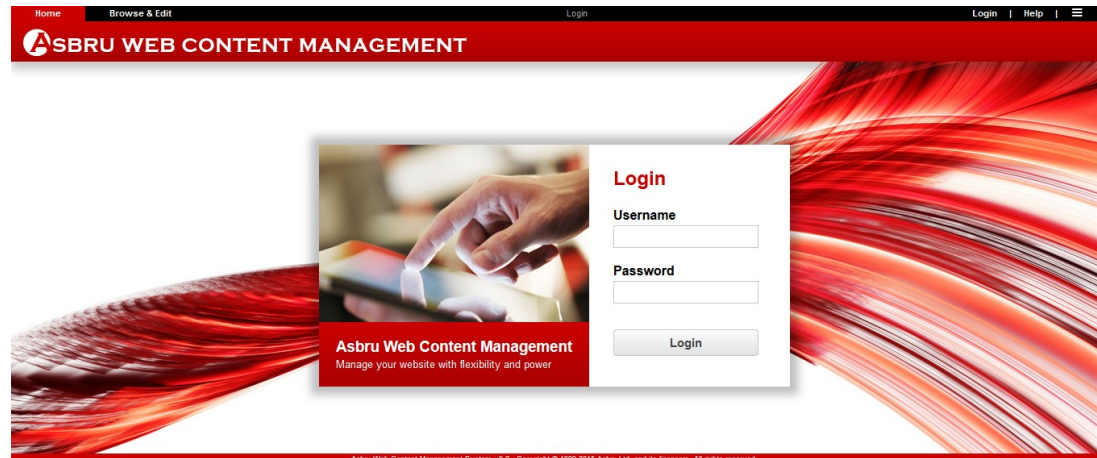 Home Browse & Edit Login Login | Help |
ASBRU WEB CONTENT MANAGEMENT
Login
Username
Password
Login
Asbru Web Content Management
Manage your website with flexibility and power